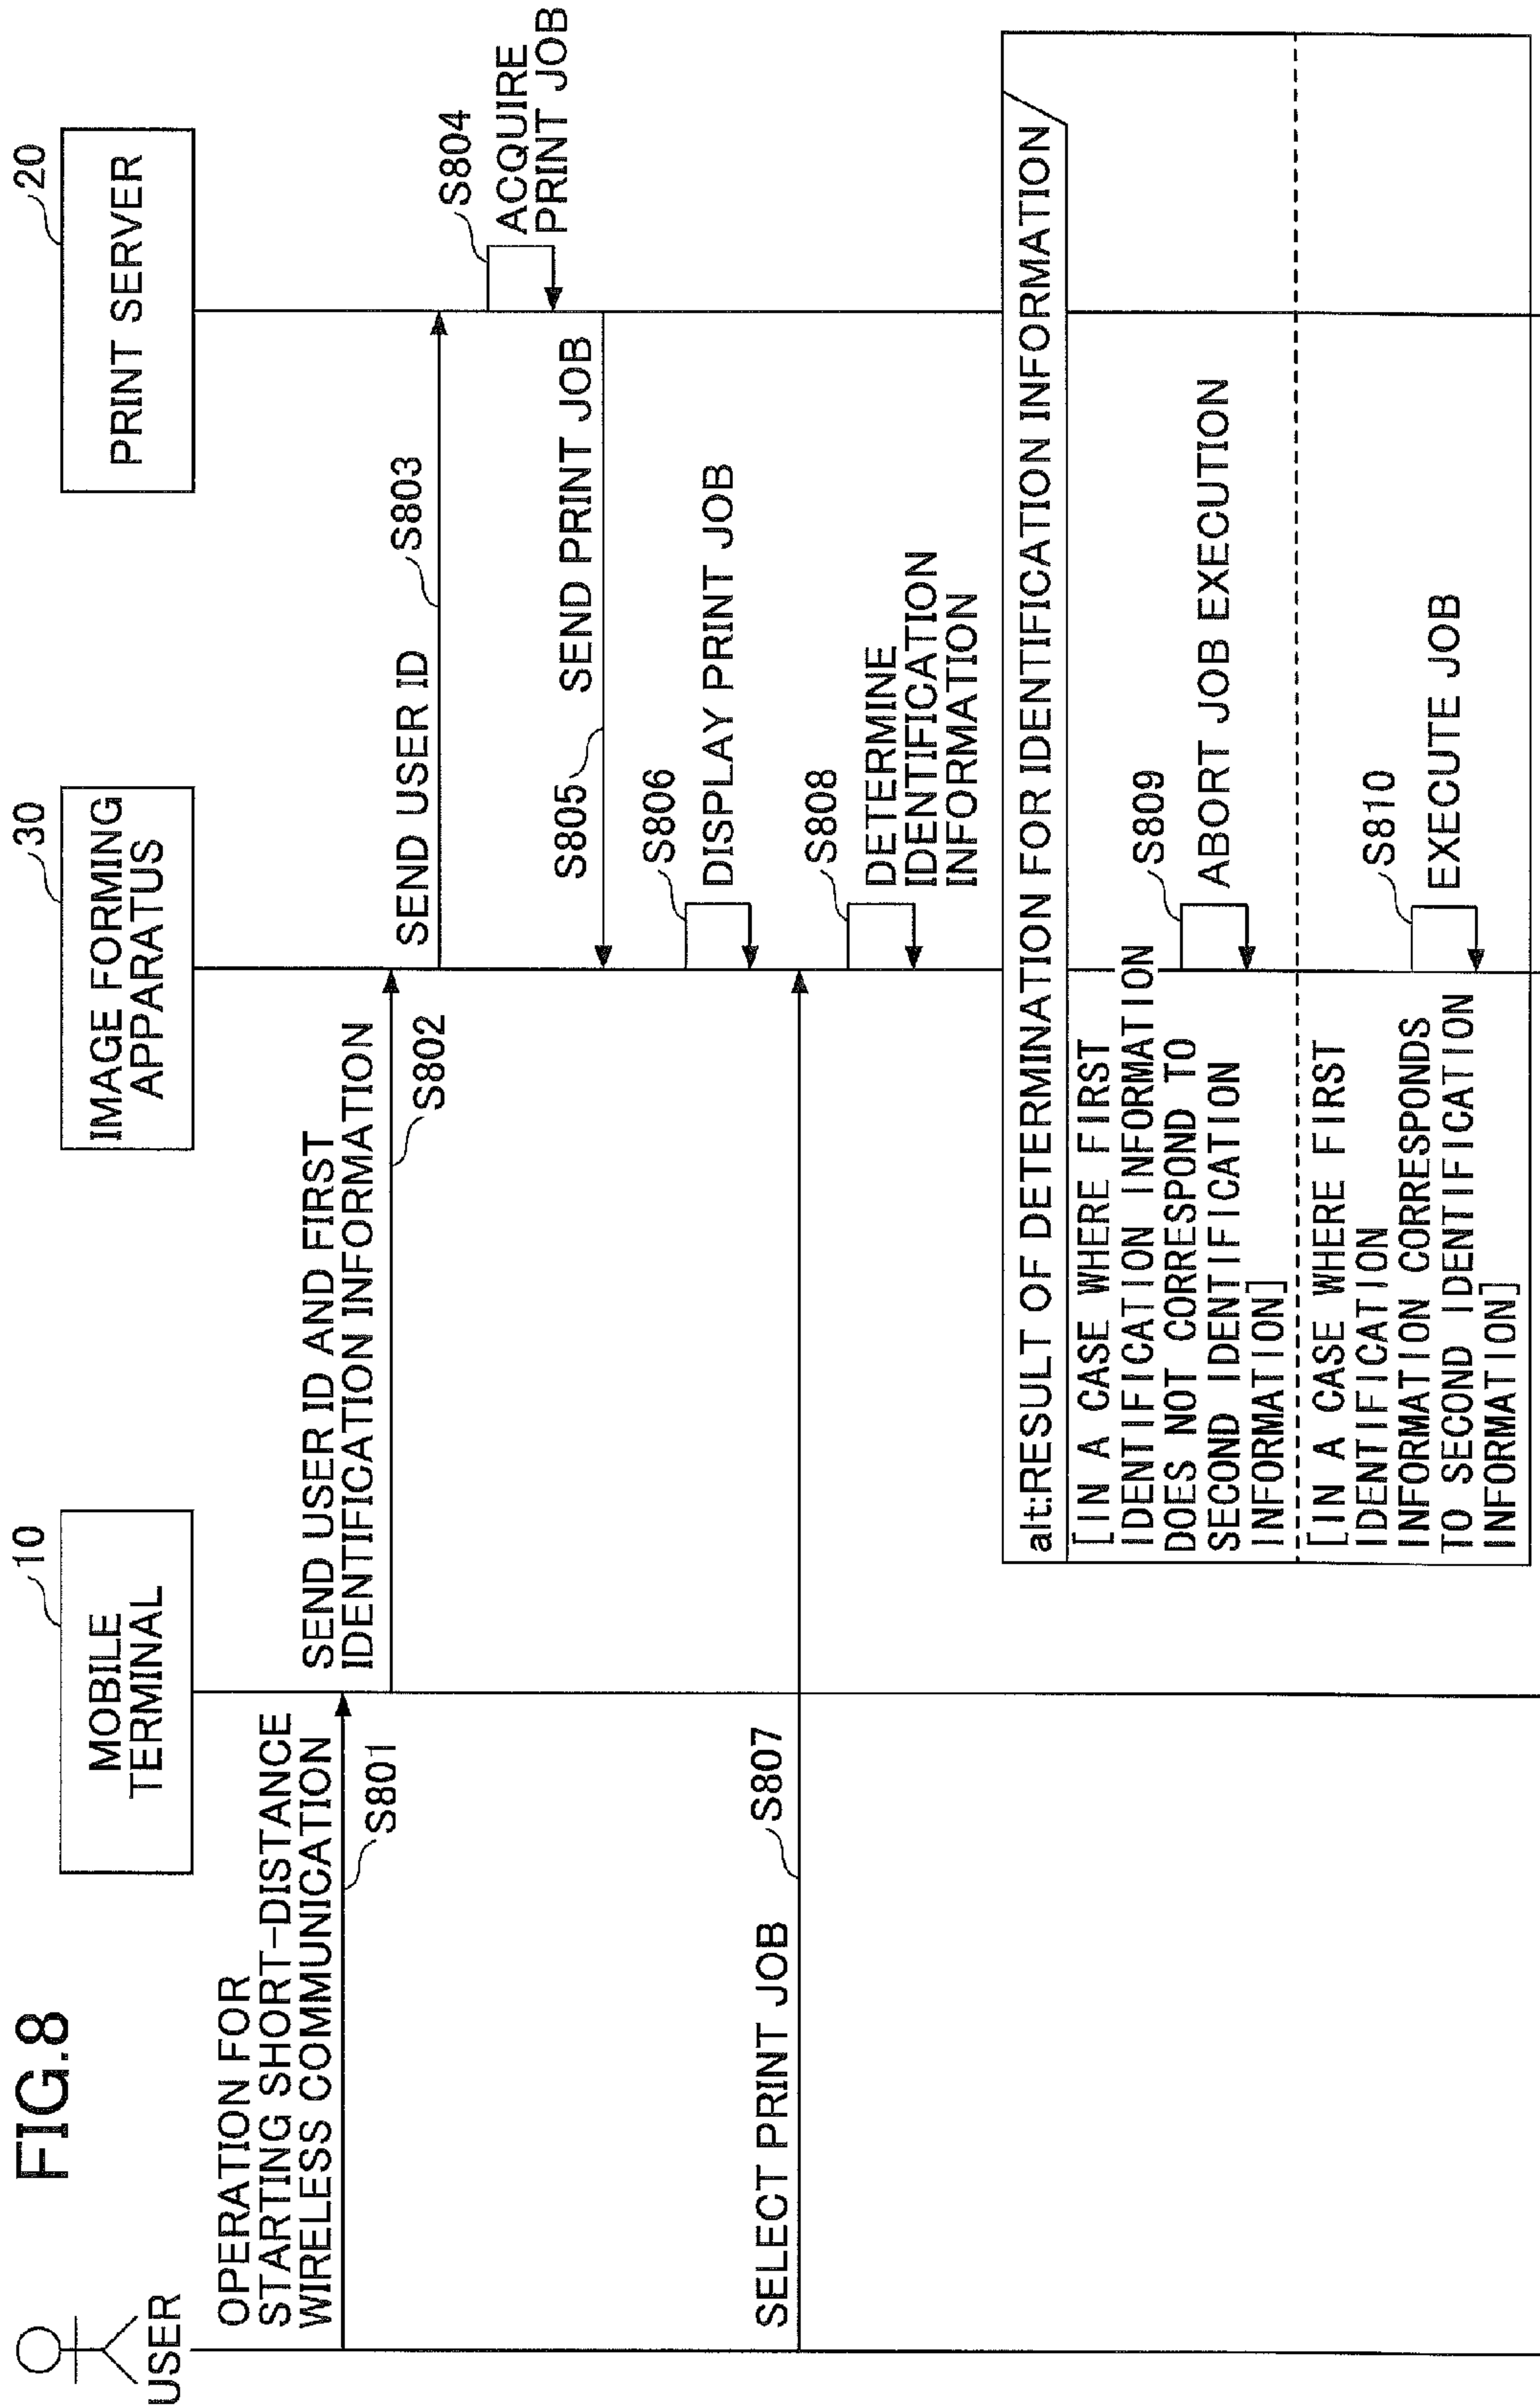 FIG.8
USER
10
MOBILE
TERMINAL
30
IMAGE FORMING
APPARATUS
20
PRINT SERVER
OPERATION FOR
STARTING SHORT-DISTANCE
WIRELESS COMMUNICATION
S801
SEND USER ID AND FIRST
IDENTIFICATION INFORMATION
S802
SEND USER ID
S803
S804
ACQUIRE
PRINT JOB
SEND PRINT JOB
S805
S806
DISPLAY PRINT JOB
SELECT PRINT JOB
S807
S808
DETERMINE
IDENTIFICATION
INFORMATION
alt:RESULT OF DETERMINATION FOR IDENTIFICATION INFORMATION
[IN A CASE WHERE FIRST
IDENTIFICATION INFORMATION
DOES NOT CORRESPOND TO
SECOND IDENTIFICATION
INFORMATION]
S809
ABORT JOB EXECUTION
[IN A CASE WHERE FIRST
IDENTIFICATION
INFORMATION CORRESPONDS
TO SECOND IDENTIFICATION
INFORMATION]
S810
EXECUTE JOB